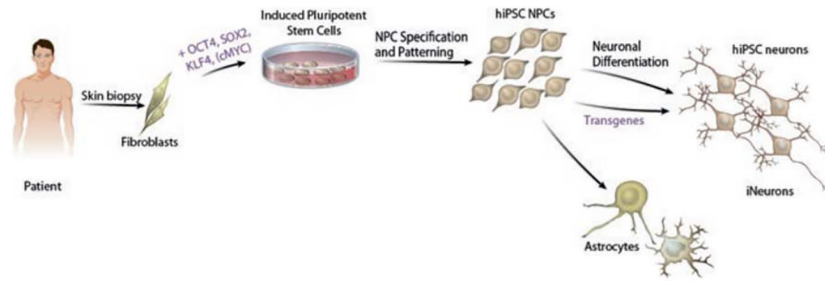 Patient
Skin biopsy
Fibroblasts
+ OCT4, SOX2,
KLF4, (cMYC)
Induced Pluripotent
Stem Cells
NPC Specification
and Patterning
hiPSC NPCs
Neuronal
Differentiation
Transgenes
hiPSC neurons
iNeurons
Astrocytes